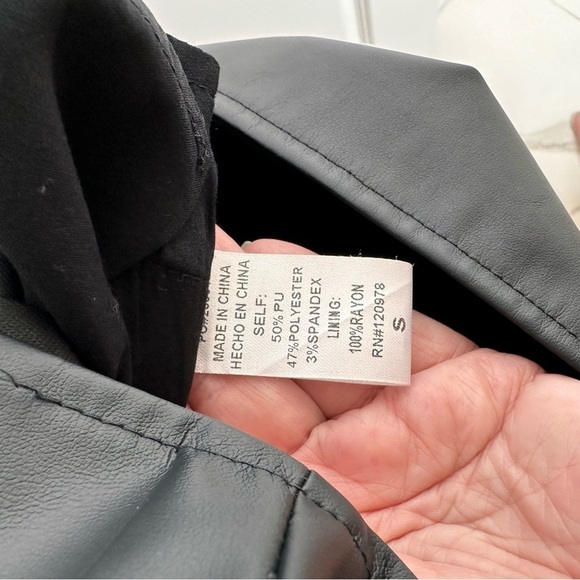 MADE IN CHINA
HECHO EN CHINA
SELF:
50% PU
47%POLYESTER
3%SPANDEX
LINING:
100%RAYON
RN#120978
S